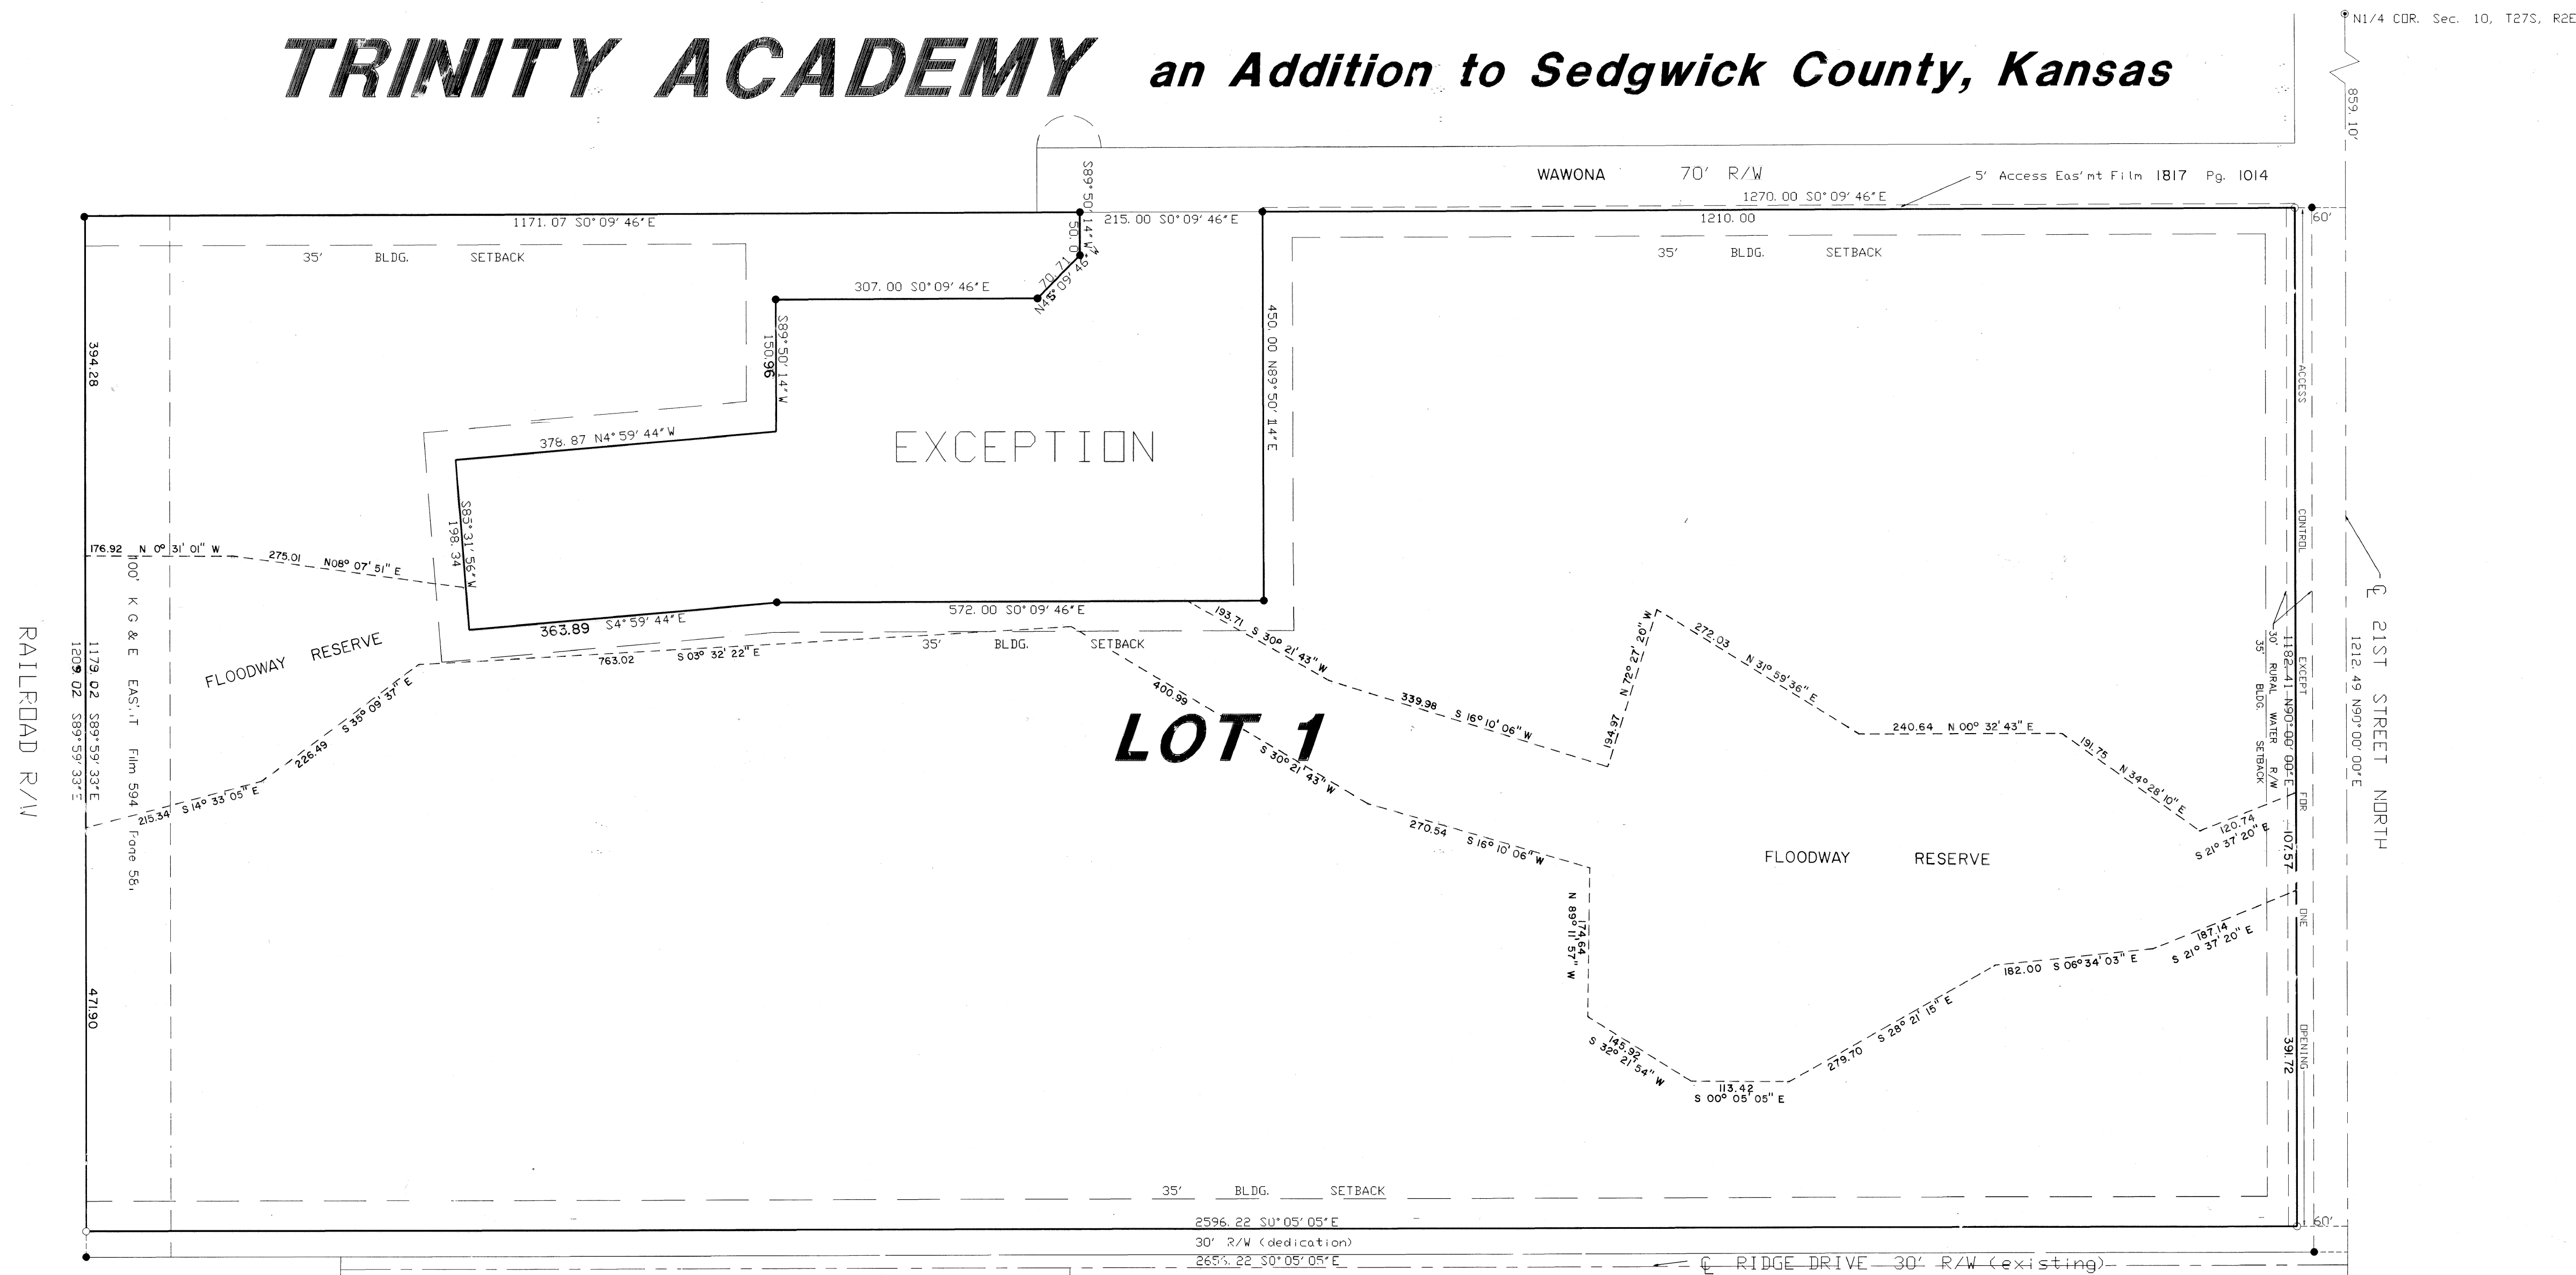 N1/4 COR. Sec. 10, T27S, R2E
TRINITY ACADEMY an Addition to Sedgwick County, Kansas
859.10'
WAWONA 70' R/W
5' Access Eas'mt Film 1817 Pg. 1014
1270.00 S0°09'46"E
1210.00
60'
1171.07 S0°09'46"E
S89°50'14"W
50.0
215.00 S0°09'46"E
35' BLDG. SETBACK
35' BLDG. SETBACK
70.71
307.00 S0°09'46"E
S89°50'14"W
150.96
450.00 N89°50'14"E
394.28
ACCESS
CONTROL
EXCEPT
FOR
ONE
OPENING
EXCEPTION
378.87 N4°59'44"W
S85°31'56"W
198.34
176.92 N 0° 31' 01" W
275.01 N08° 07' 51" E
363.89 S4°59'44"E
572.00 S0°09'46"E
35' BLDG. SETBACK
FLOODWAY RESERVE
100' K G & E
Film 594
763.02 S 03° 32' 22" E
226.49 S 35° 09' 37" E
215.34 S 14° 33' 05" E
RAILROAD R/W
1179.02 S89°59'33"E
S89°59'33"E
471.90
193.71 S 30° 21' 43" W
400.99
S 30° 21' 43" W
339.98 S 16° 10' 06" W
194.97 N 72° 27' 20" W
272.03 N 31° 59' 36" E
240.64 N 00° 32' 43" E
191.75 N 34° 28' 10" E
120.74
S 21° 37' 20" E
LOT 1
270.54 S 16° 10' 06" W
174.64
N 89° 11' 57" W
145.92
S 32° 21' 54" W
113.42
S 00° 05' 05" E
279.70 S 28° 21' 15" E
182.00 S 06° 34' 03" E
187.14
S 21° 37' 20" E
FLOODWAY RESERVE
30' RURAL WATER R/W
35' BLDG. SETBACK
1182.41 N90°00'00"E
107.57
391.72
℄ 21ST STREET NORTH
1212.49 N90°00'00"E
35' BLDG. SETBACK
2596.22 S0°05'05"E
60'
30' R/W (dedication)
S0°05'05"E
℄ RIDGE DRIVE 30' R/W (existing)